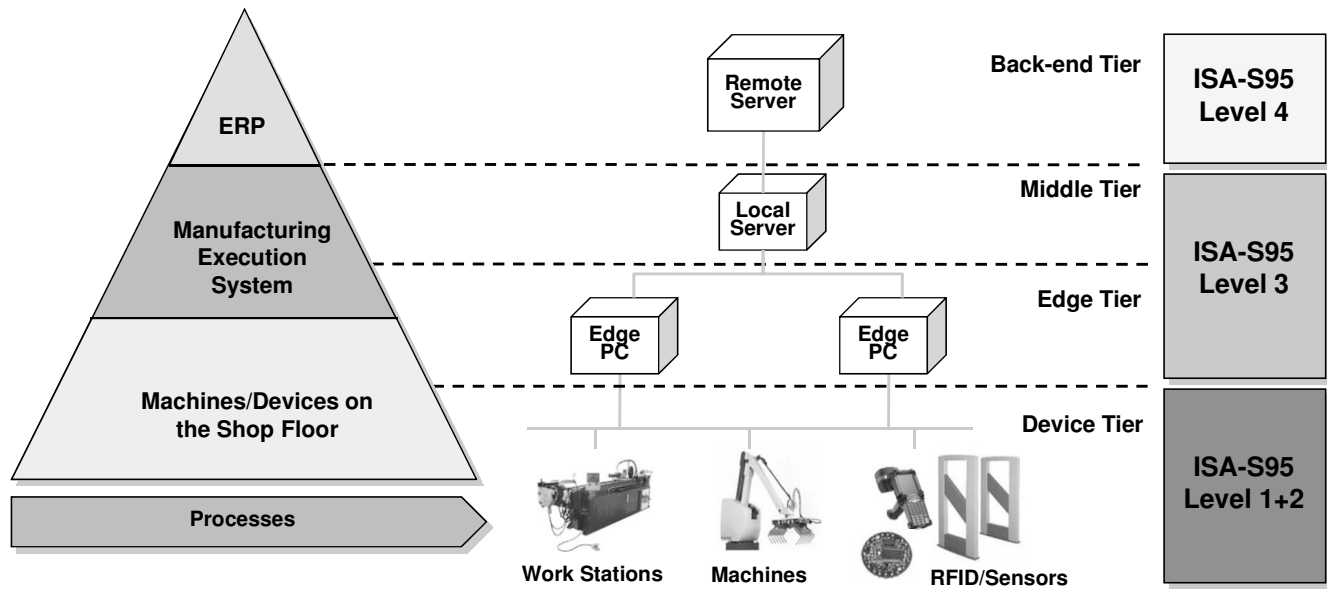 ERP
Manufacturing
Execution
System
Machines/Devices on
the Shop Floor
Processes
Remote
Server
Local
Server
Edge
PC
Edge
PC
Work Stations
Machines
RFID/Sensors
Back-end Tier
Middle Tier
Edge Tier
Device Tier
ISA-S95
Level 4
ISA-S95
Level 3
ISA-S95
Level 1+2